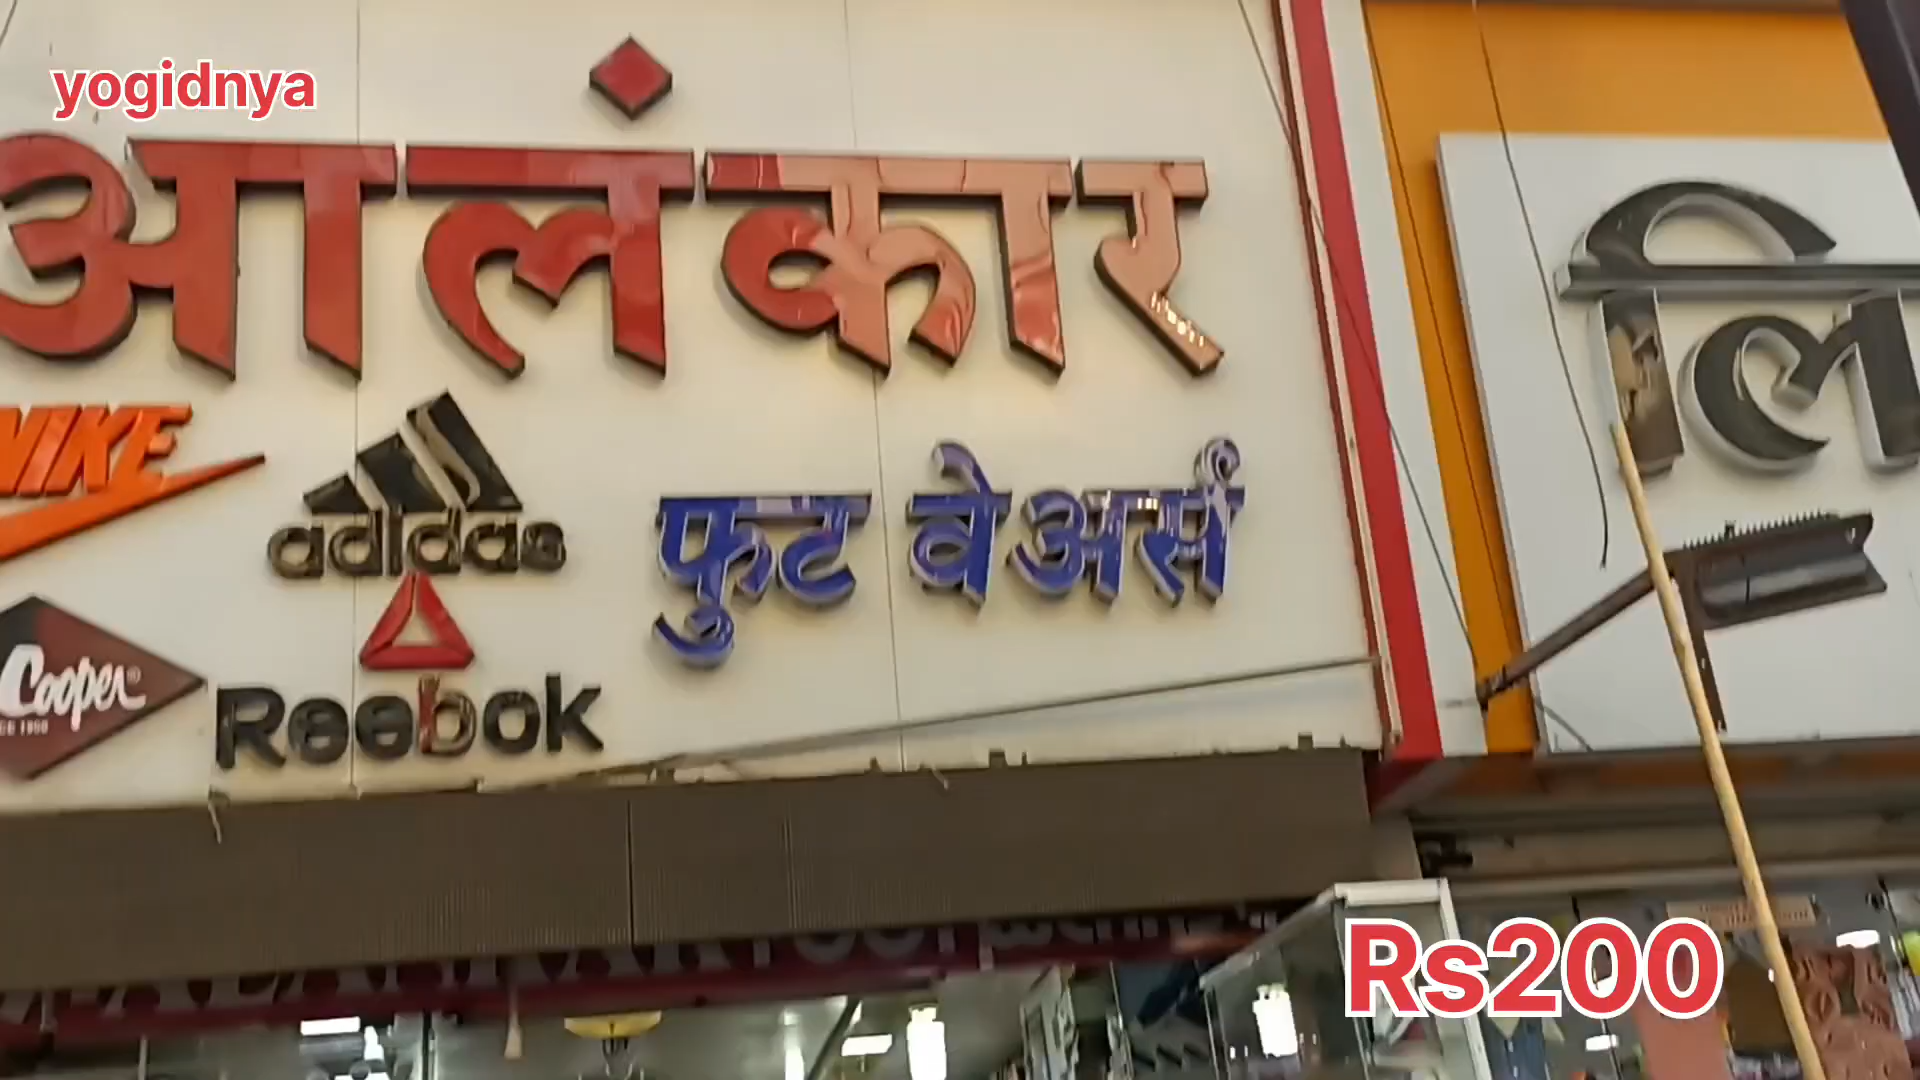 yogidnya
आलंकार
NIKE
adidas
फुट वेअर्स
Cooper
Reebok
लि
Rs200